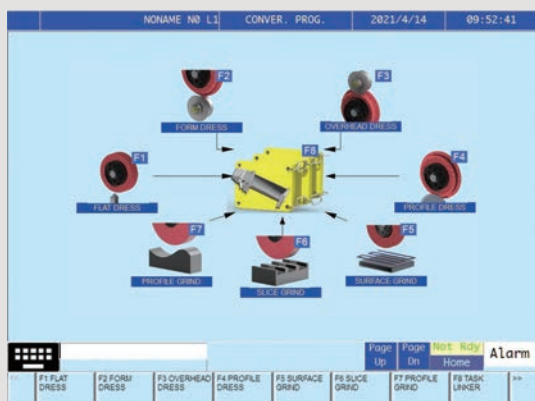 NONAME N0 L1 CONVER. PROG. 2021/4/14 09:52:41
F2
FORM DRESS
F3
OVERHEAD DRESS
F1
FLAT DRESS
F8
F4
PROFILE DRESS
F7
PROFILE GRIND
F6
SLICE GRIND
F5
SURFACE GRIND
Page Up
Page Dn
Not Rdy
Home
Alarm
<<
F1 FLAT DRESS
F2 FORM DRESS
F3 OVERHEAD DRESS
F4 PROFILE DRESS
F5 SURFACE GRIND
F6 SLICE GRIND
F7 PROFILE GRIND
F8 TASK LINKER
>>